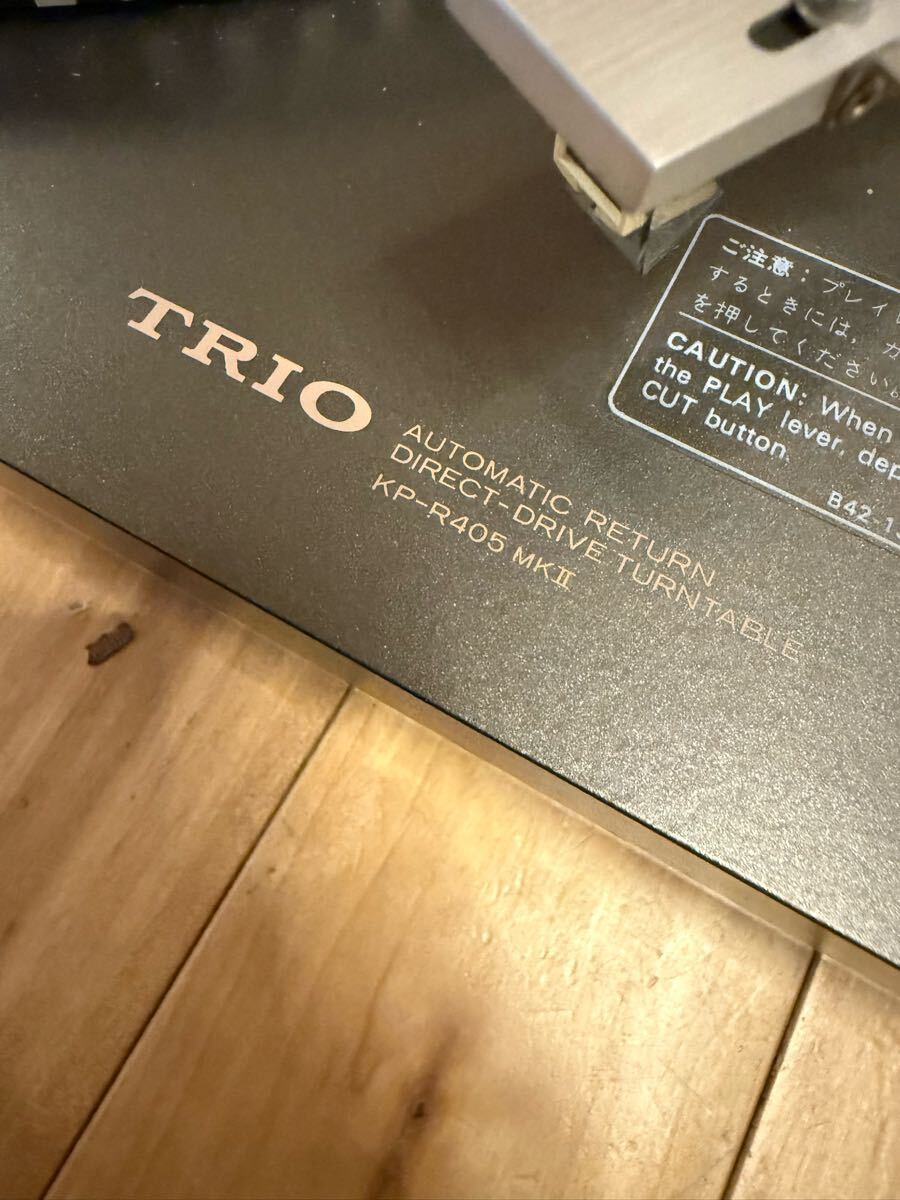 TRIO
AUTOMATIC RETURN
DIRECT-DRIVE TURNTABLE
KP-R405 MKⅡ
ご注意：プレイ
するときには，カ
を押してください。
CAUTION: When
the PLAY lever, dep
CUT button.
B42-1